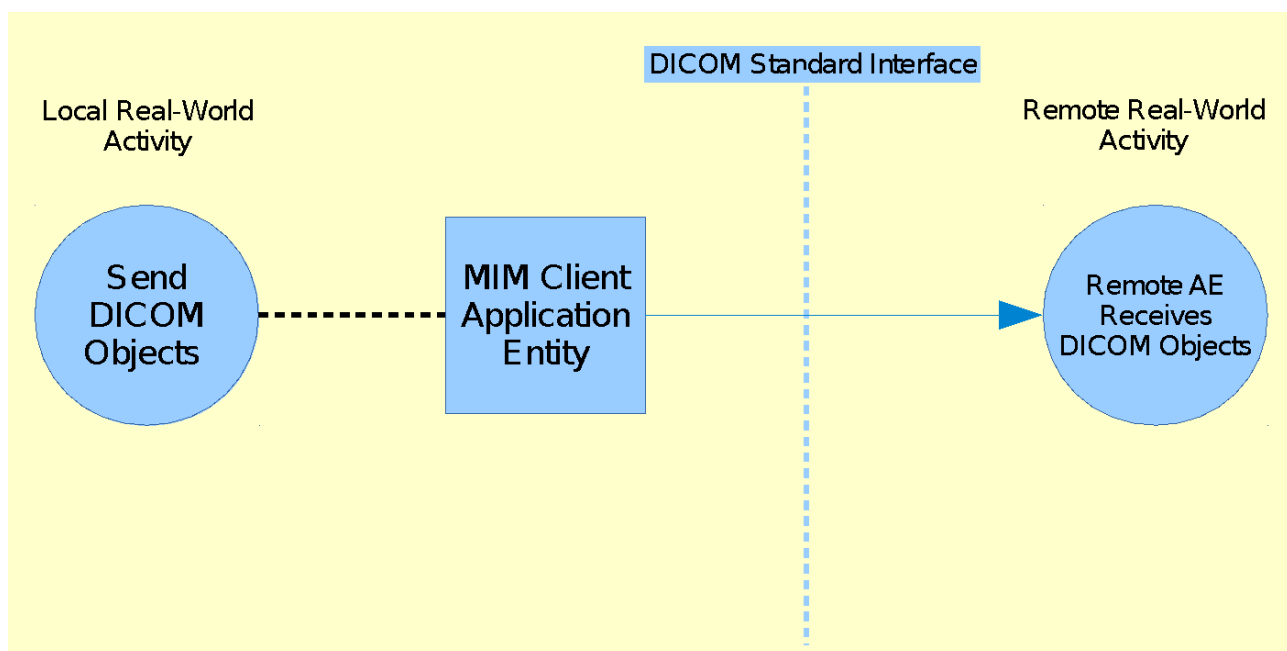 DICOM Standard Interface
Local Real-World
Activity
Remote Real-World
Activity
Send
DICOM
Objects
MIM Client
Application
Entity
Remote AE
Receives
DICOM Objects